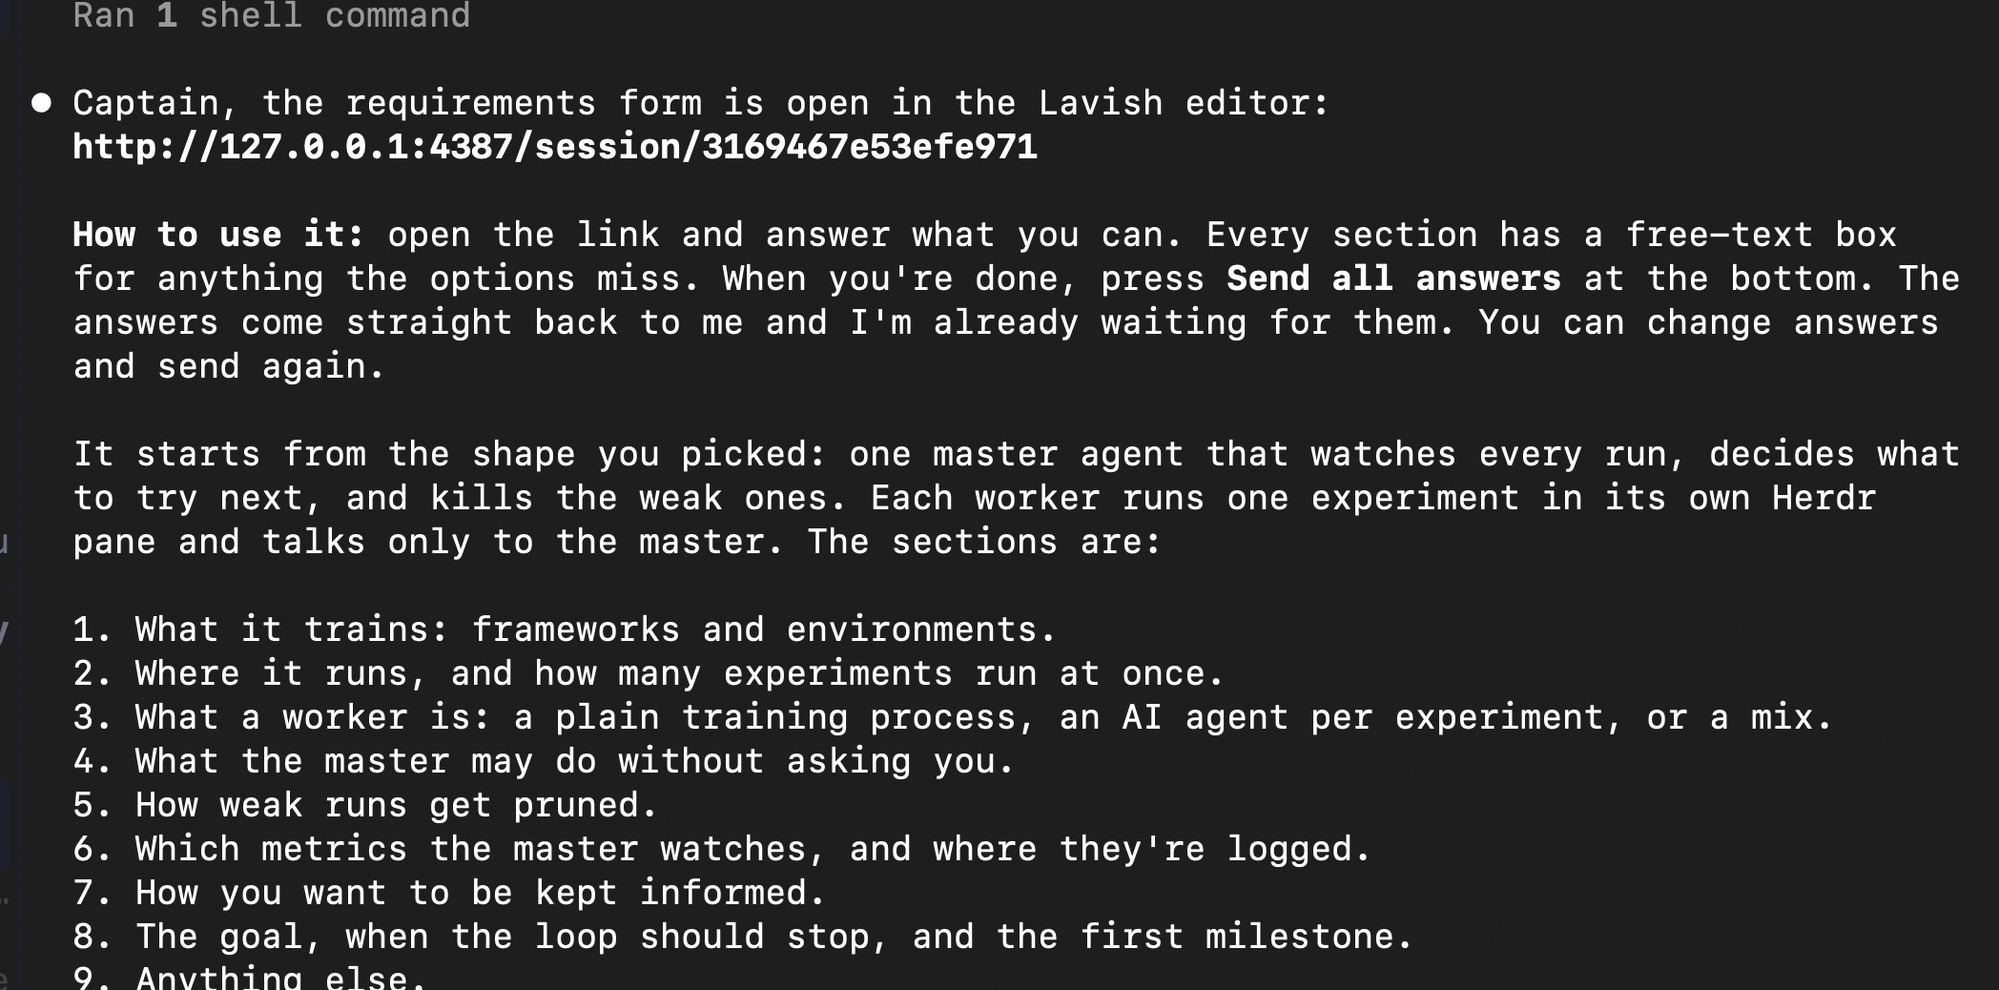 Ran 1 shell command
● Captain, the requirements form is open in the Lavish editor:
http://127.0.0.1:4387/session/3169467e53efe971
How to use it: open the link and answer what you can. Every section has a free-text box
for anything the options miss. When you're done, press Send all answers at the bottom. The
answers come straight back to me and I'm already waiting for them. You can change answers
and send again.
It starts from the shape you picked: one master agent that watches every run, decides what
to try next, and kills the weak ones. Each worker runs one experiment in its own Herdr
pane and talks only to the master. The sections are:
1. What it trains: frameworks and environments.
2. Where it runs, and how many experiments run at once.
3. What a worker is: a plain training process, an AI agent per experiment, or a mix.
4. What the master may do without asking you.
5. How weak runs get pruned.
6. Which metrics the master watches, and where they're logged.
7. How you want to be kept informed.
8. The goal, when the loop should stop, and the first milestone.
9. Anything else.